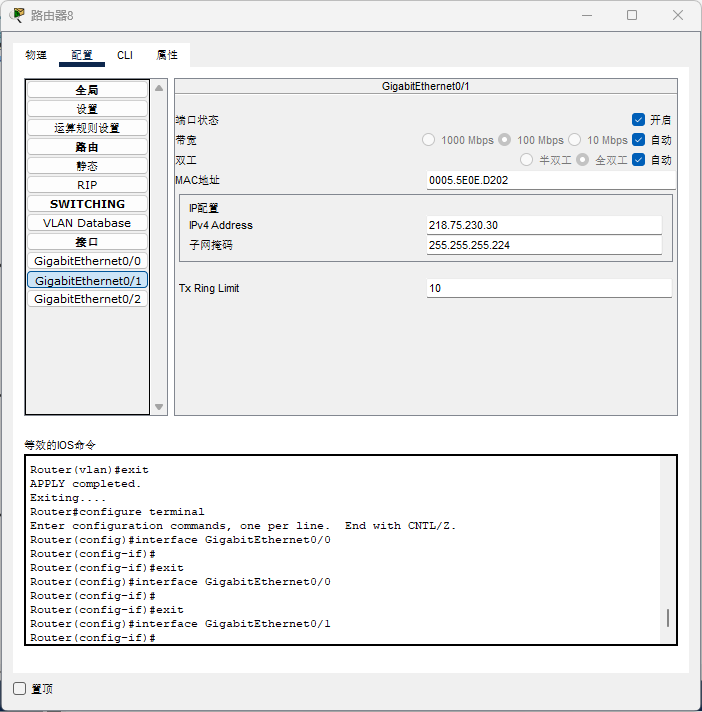 路由器8
物理 配置 CLI 属性
全局
设置
运算规则设置
路由
静态
RIP
SWITCHING
VLAN Database
接口
GigabitEthernet0/0
GigabitEthernet0/1
GigabitEthernet0/2
GigabitEthernet0/1
端口状态 开启
带宽 1000 Mbps 100 Mbps 10 Mbps 自动
双工 半双工 全双工 自动
MAC地址 0005.5E0E.D202
IP配置
IPv4 Address 218.75.230.30
子网掩码 255.255.255.224
Tx Ring Limit 10
等效的IOS命令
Router(vlan)#exit
APPLY completed.
Exiting....
Router#configure terminal
Enter configuration commands, one per line.  End with CNTL/Z.
Router(config)#interface GigabitEthernet0/0
Router(config-if)#
Router(config-if)#exit
Router(config)#interface GigabitEthernet0/0
Router(config-if)#
Router(config-if)#exit
Router(config)#interface GigabitEthernet0/1
Router(config-if)#
置顶